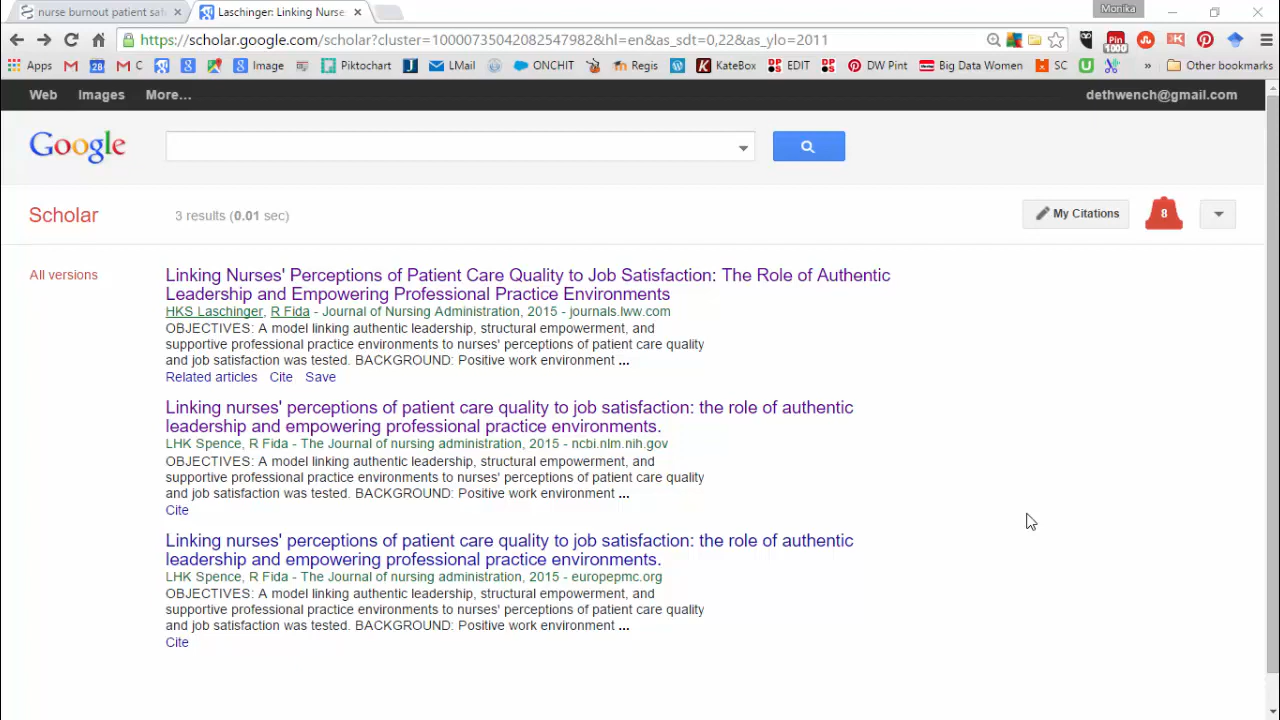 nurse burnout patient saf
Laschinger: Linking Nurse
Monika
https://scholar.google.com/scholar?cluster=10000735042082547982&hl=en&as_sdt=0,22&as_ylo=2011
Apps
C
Image
Piktochart
LMail
ONCHIT
Regis
KateBox
EDIT
DW Pint
Big Data Women
SC
»
Other bookmarks
Web
Images
More...
dethwench@gmail.com
Google
Scholar
3 results (0.01 sec)
My Citations
8
All versions
Linking Nurses' Perceptions of Patient Care Quality to Job Satisfaction: The Role of Authentic
Leadership and Empowering Professional Practice Environments
HKS Laschinger, R Fida - Journal of Nursing Administration, 2015 - journals.lww.com
OBJECTIVES: A model linking authentic leadership, structural empowerment, and
supportive professional practice environments to nurses' perceptions of patient care quality
and job satisfaction was tested. BACKGROUND: Positive work environment ...
Related articles Cite Save
Linking nurses' perceptions of patient care quality to job satisfaction: the role of authentic
leadership and empowering professional practice environments.
LHK Spence, R Fida - The Journal of nursing administration, 2015 - ncbi.nlm.nih.gov
OBJECTIVES: A model linking authentic leadership, structural empowerment, and
supportive professional practice environments to nurses' perceptions of patient care quality
and job satisfaction was tested. BACKGROUND: Positive work environment ...
Cite
Linking nurses' perceptions of patient care quality to job satisfaction: the role of authentic
leadership and empowering professional practice environments.
LHK Spence, R Fida - The Journal of nursing administration, 2015 - europepmc.org
OBJECTIVES: A model linking authentic leadership, structural empowerment, and
supportive professional practice environments to nurses' perceptions of patient care quality
and job satisfaction was tested. BACKGROUND: Positive work environment ...
Cite